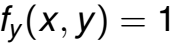 f_y(x, y) = 1